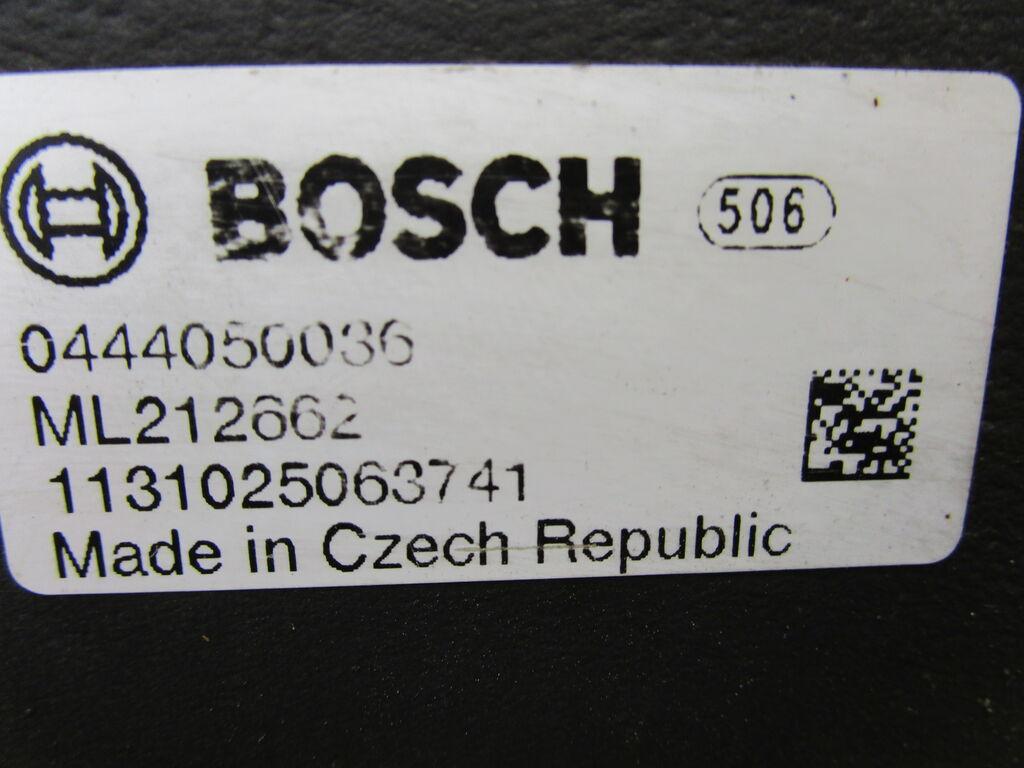 BOSCH 506
0444050036
ML212662
1131025063741
Made in Czech Republic